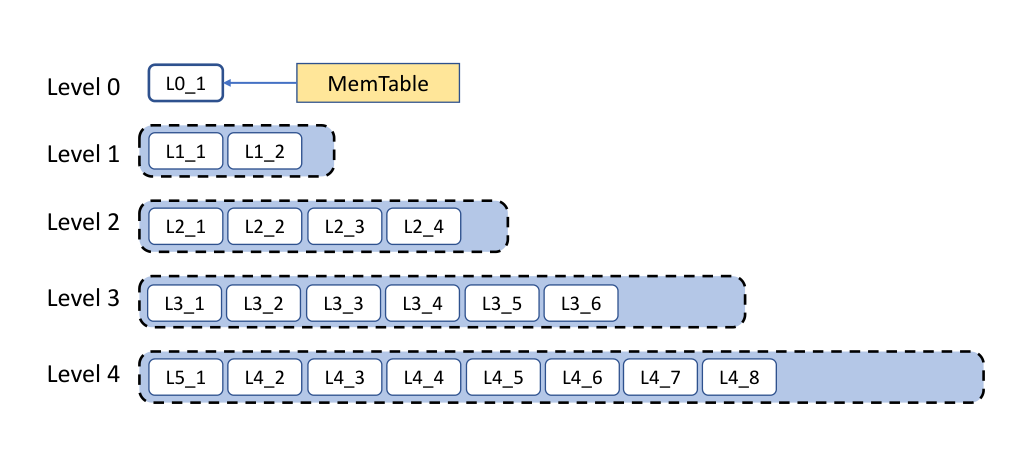 Level 0 L0_1 MemTable
Level 1 L1_1 L1_2
Level 2 L2_1 L2_2 L2_3 L2_4
Level 3 L3_1 L3_2 L3_3 L3_4 L3_5 L3_6
Level 4 L5_1 L4_2 L4_3 L4_4 L4_5 L4_6 L4_7 L4_8